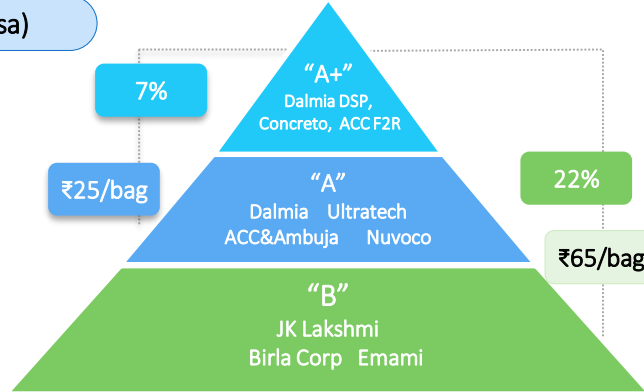 sa)
“A+”
7%
Dalmia DSP,
Concreto, ACC F2R
₹25/bag
“A”
22%
Dalmia Ultratech
ACC&Ambuja Nuvoco
₹65/bag
“B”
JK Lakshmi
Birla Corp Emami